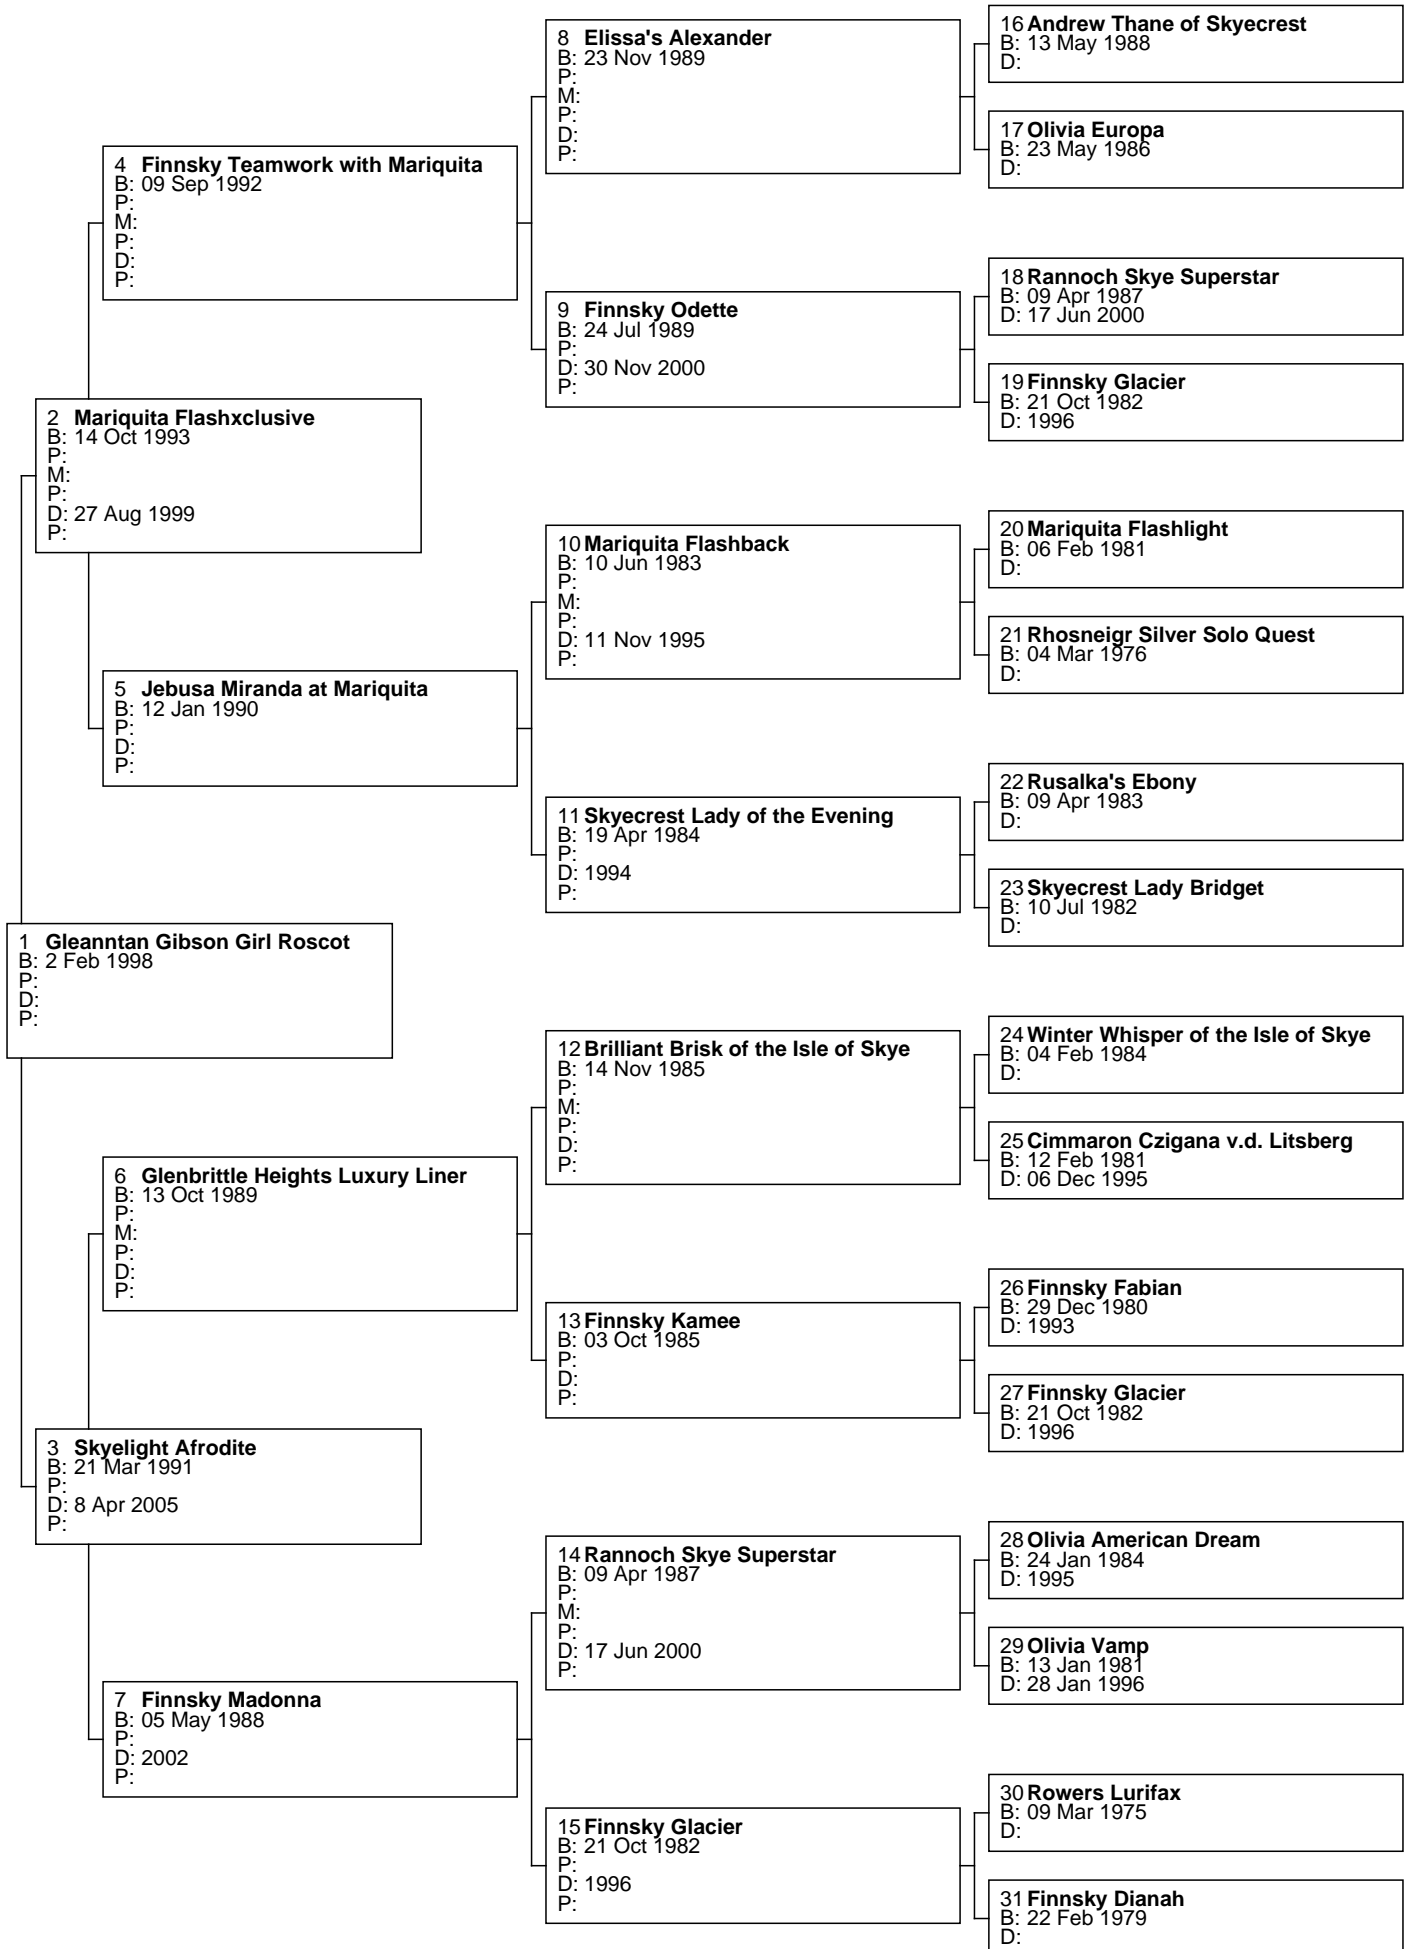 8 Elissa's Alexander
B: 23 Nov 1989
P:
M:
P:
D:
P:
16 Andrew Thane of Skyecrest
B: 13 May 1988
D:
17 Olivia Europa
B: 23 May 1986
D:
4 Finnsky Teamwork with Mariquita
B: 09 Sep 1992
P:
M:
P:
D:
P:
9 Finnsky Odette
B: 24 Jul 1989
P:
D: 30 Nov 2000
P:
18 Rannoch Skye Superstar
B: 09 Apr 1987
D: 17 Jun 2000
19 Finnsky Glacier
B: 21 Oct 1982
D: 1996
2 Mariquita Flashxclusive
B: 14 Oct 1993
P:
M:
P:
D: 27 Aug 1999
P:
10 Mariquita Flashback
B: 10 Jun 1983
P:
M:
P:
D: 11 Nov 1995
P:
20 Mariquita Flashlight
B: 06 Feb 1981
D:
21 Rhosneigr Silver Solo Quest
B: 04 Mar 1976
D:
5 Jebusa Miranda at Mariquita
B: 12 Jan 1990
P:
D:
P:
11 Skyecrest Lady of the Evening
B: 19 Apr 1984
P:
D: 1994
P:
22 Rusalka's Ebony
B: 09 Apr 1983
D:
23 Skyecrest Lady Bridget
B: 10 Jul 1982
D:
1 Gleanntan Gibson Girl Roscot
B: 2 Feb 1998
P:
D:
P:
12 Brilliant Brisk of the Isle of Skye
B: 14 Nov 1985
P:
M:
P:
D:
P:
24 Winter Whisper of the Isle of Skye
B: 04 Feb 1984
D:
25 Cimmaron Czigana v.d. Litsberg
B: 12 Feb 1981
D: 06 Dec 1995
6 Glenbrittle Heights Luxury Liner
B: 13 Oct 1989
P:
M:
P:
D:
P:
13 Finnsky Kamee
B: 03 Oct 1985
P:
D:
P:
26 Finnsky Fabian
B: 29 Dec 1980
D: 1993
27 Finnsky Glacier
B: 21 Oct 1982
D: 1996
3 Skyelight Afrodite
B: 21 Mar 1991
P:
D: 8 Apr 2005
P:
14 Rannoch Skye Superstar
B: 09 Apr 1987
P:
M:
P:
D: 17 Jun 2000
P:
28 Olivia American Dream
B: 24 Jan 1984
D: 1995
29 Olivia Vamp
B: 13 Jan 1981
D: 28 Jan 1996
7 Finnsky Madonna
B: 05 May 1988
P:
D: 2002
P:
15 Finnsky Glacier
B: 21 Oct 1982
P:
D: 1996
P:
30 Rowers Lurifax
B: 09 Mar 1975
D:
31 Finnsky Dianah
B: 22 Feb 1979
D: